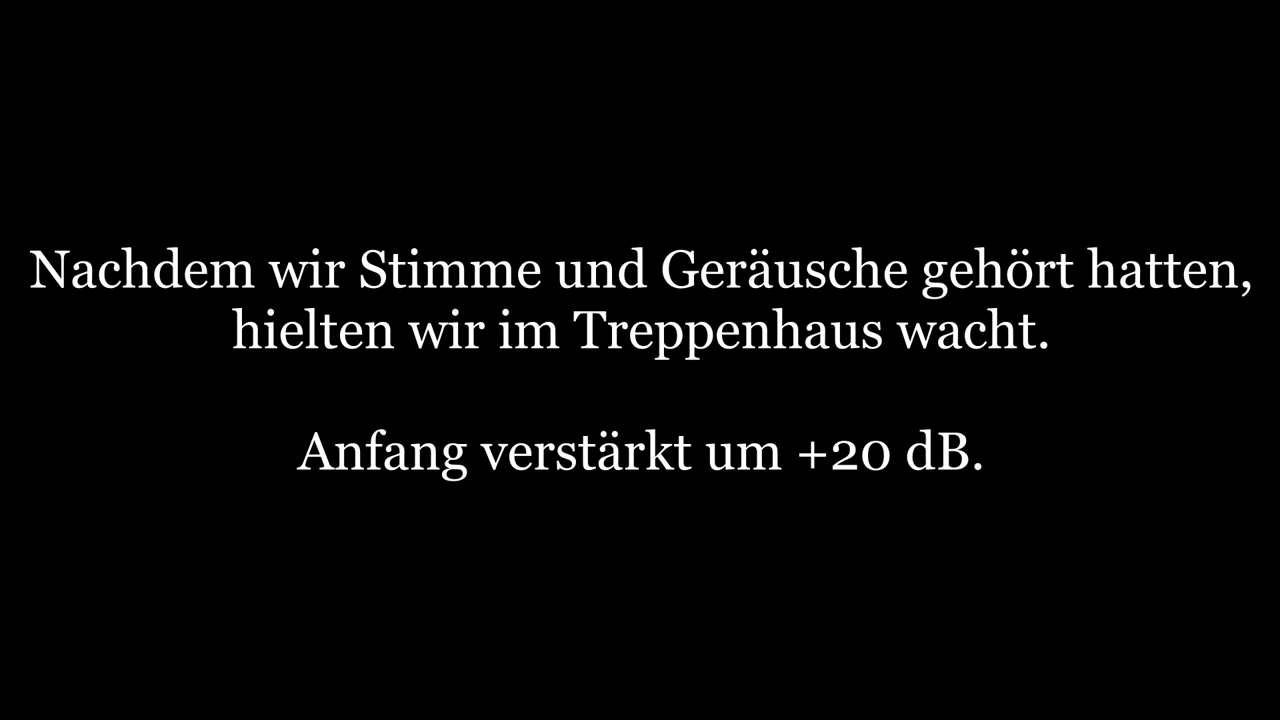 Nachdem wir Stimme und Geräusche gehört hatten,
hielten wir im Treppenhaus wacht.
Anfang verstärkt um +20 dB.